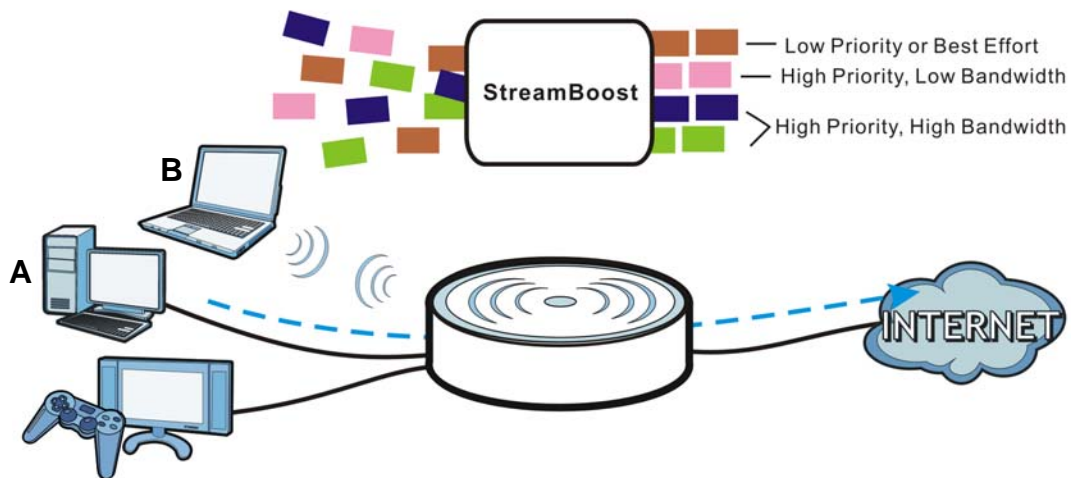 StreamBoost
Low Priority or Best Effort
High Priority, Low Bandwidth
High Priority, High Bandwidth
B
A
INTERNET